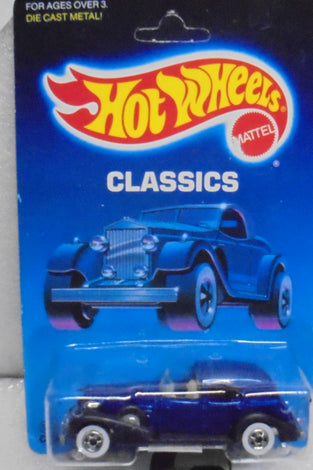 FOR AGES OVER 3.
DIE CAST METAL!
Hot Wheels
MATTEL
®
CLASSICS